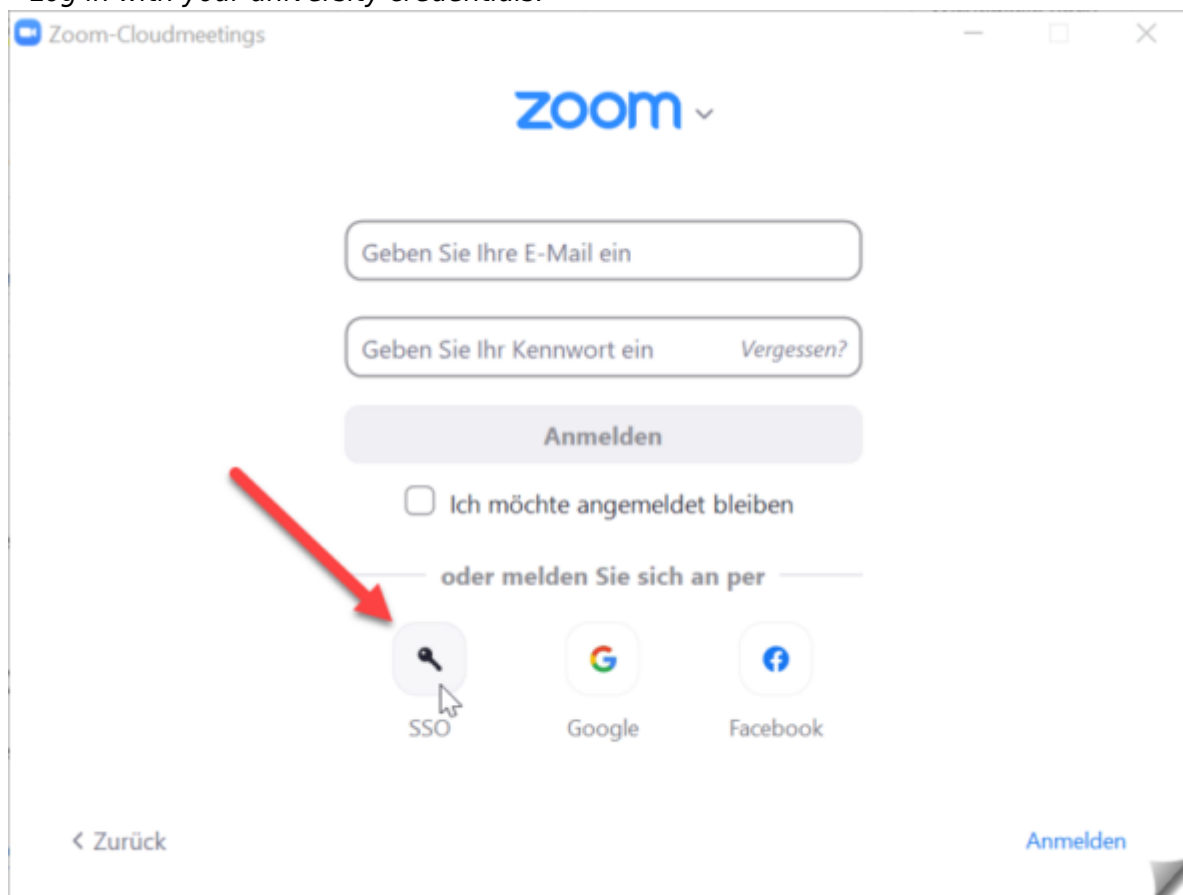 Log in with your university credentials.
Zoom-Cloudmeetings
zoom
Geben Sie Ihre E-Mail ein
Geben Sie Ihr Kennwort ein Vergessen?
Anmelden
Ich möchte angemeldet bleiben
oder melden Sie sich an per
SSO Google Facebook
Zurück Anmelden